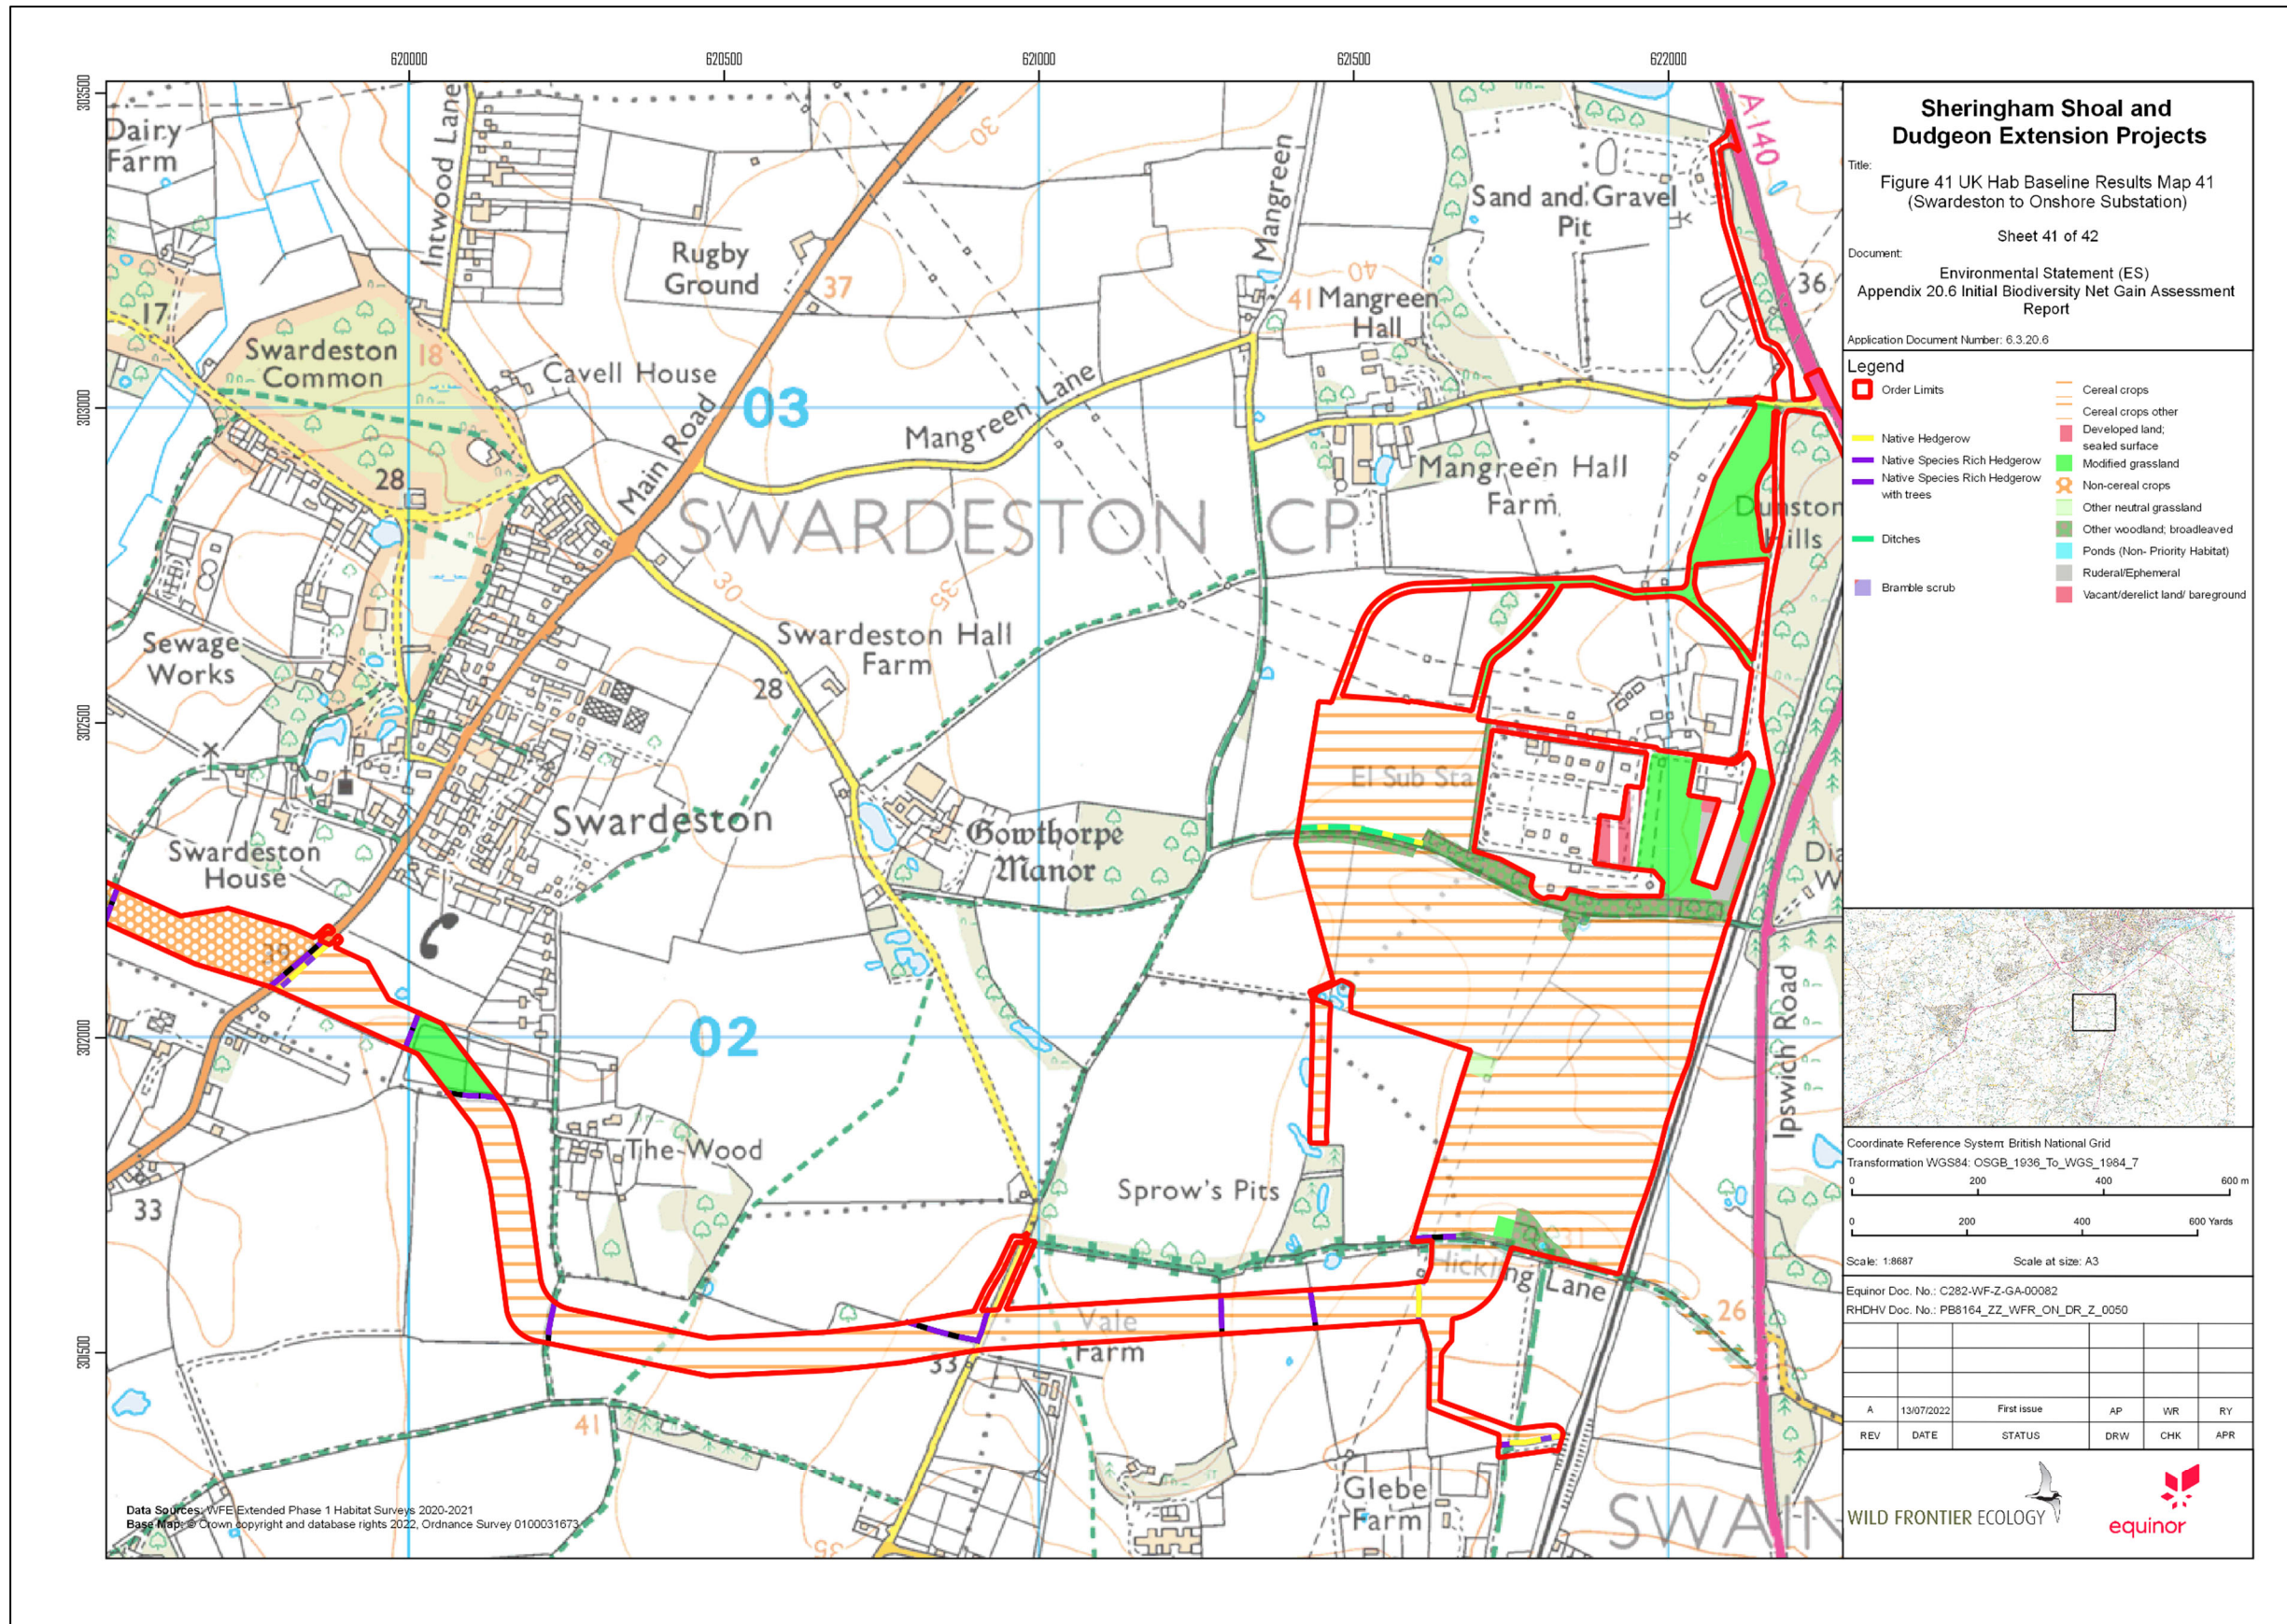 620000
620500
621000
621500
622000
303500
303000
302500
302000
301500
Dairy
Farm
Intwood Lane
17
Swardeston
Common
18
28
Cavell House
Rugby
Ground
37
30
Main Road
03
Mangreen Lane
Mangreen
40
41
Mangreen
Hall
Sand and Gravel
Pit
A140
36
Mangreen Hall
Farm
Dunston
Hills
SWARDESTON CP
30
35
Sewage
Works
Swardeston Hall
Farm
28
Swardeston
Swardeston
House
Gowthorpe
Manor
El Sub Sta
39
02
The Wood
33
Sprow's Pits
Ipswich Road
31
Hickling Lane
26
Vale
Farm
33
41
Glebe
Farm
35
SWAIN
Data Sources: WFE Extended Phase 1 Habitat Surveys 2020-2021
Base Map: © Crown copyright and database rights 2022, Ordnance Survey 0100031673
Sheringham Shoal and
Dudgeon Extension Projects
Title:
Figure 41 UK Hab Baseline Results Map 41
(Swardeston to Onshore Substation)
Sheet 41 of 42
Document:
Environmental Statement (ES)
Appendix 20.6 Initial Biodiversity Net Gain Assessment
Report
Application Document Number: 6.3.20.6
Legend
Order Limits
Native Hedgerow
Native Species Rich Hedgerow
Native Species Rich Hedgerow
with trees
Ditches
Bramble scrub
Cereal crops
Cereal crops other
Developed land;
sealed surface
Modified grassland
Non-cereal crops
Other neutral grassland
Other woodland; broadleaved
Ponds (Non- Priority Habitat)
Ruderal/Ephemeral
Vacant/derelict land/ bareground
Coordinate Reference System: British National Grid
Transformation WGS84: OSGB_1936_To_WGS_1984_7
0 200 400 600 m
0 200 400 600 Yards
Scale: 1:8687 Scale at size: A3
Equinor Doc. No.: C282-WF-Z-GA-00082
RHDHV Doc. No.: PB8164_ZZ_WFR_ON_DR_Z_0050
A 13/07/2022 First issue AP WR RY
REV DATE STATUS DRW CHK APR
WILD FRONTIER ECOLOGY
equinor